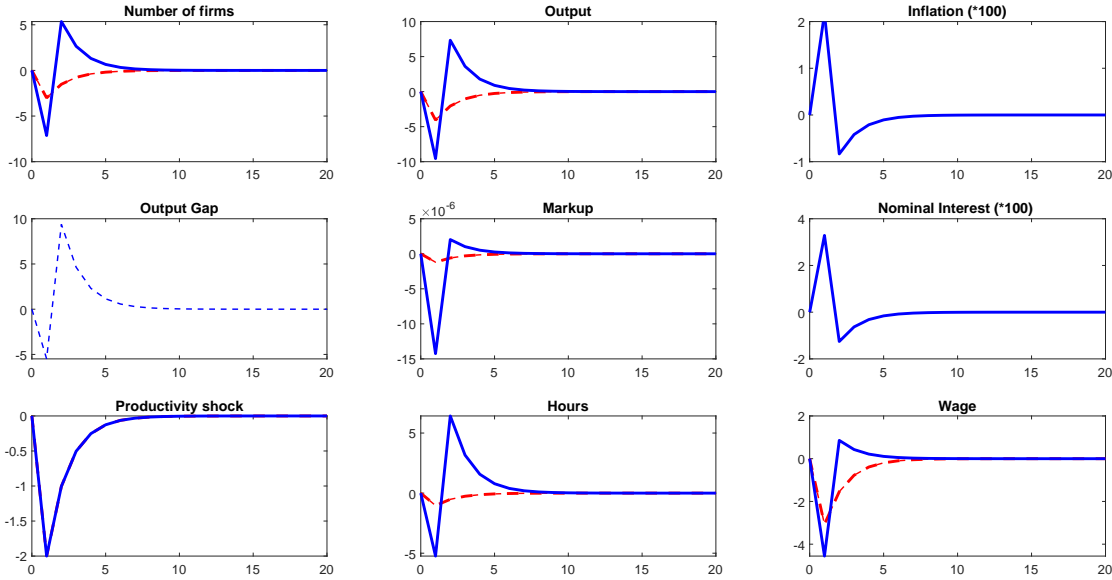 Number of firms
5
0
-5
-10
0 5 10 15 20
Output
10
5
0
-5
-10
0 5 10 15 20
Inflation (*100)
2
1
0
-1
0 5 10 15 20
Output Gap
10
5
0
-5
0 5 10 15 20
Markup
×10-6
5
0
-5
-10
-15
0 5 10 15 20
Nominal Interest (*100)
4
2
0
-2
0 5 10 15 20
Productivity shock
0
-0.5
-1
-1.5
-2
0 5 10 15 20
Hours
5
0
-5
0 5 10 15 20
Wage
2
0
-2
-4
0 5 10 15 20